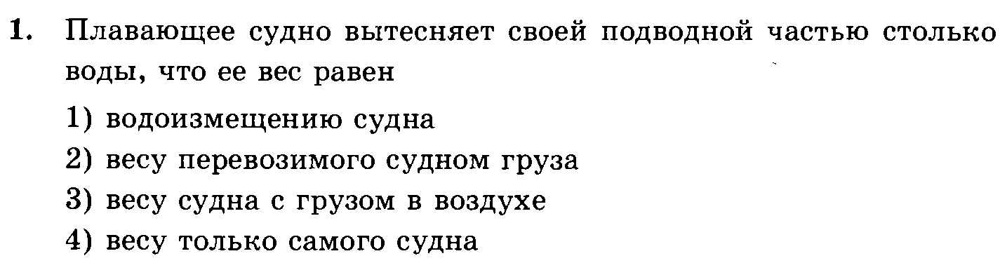 1. Плавающее судно вытесняет своей подводной частью столько
воды, что ее вес равен
1) водоизмещению судна
2) весу перевозимого судном груза
3) весу судна с грузом в воздухе
4) весу только самого судна